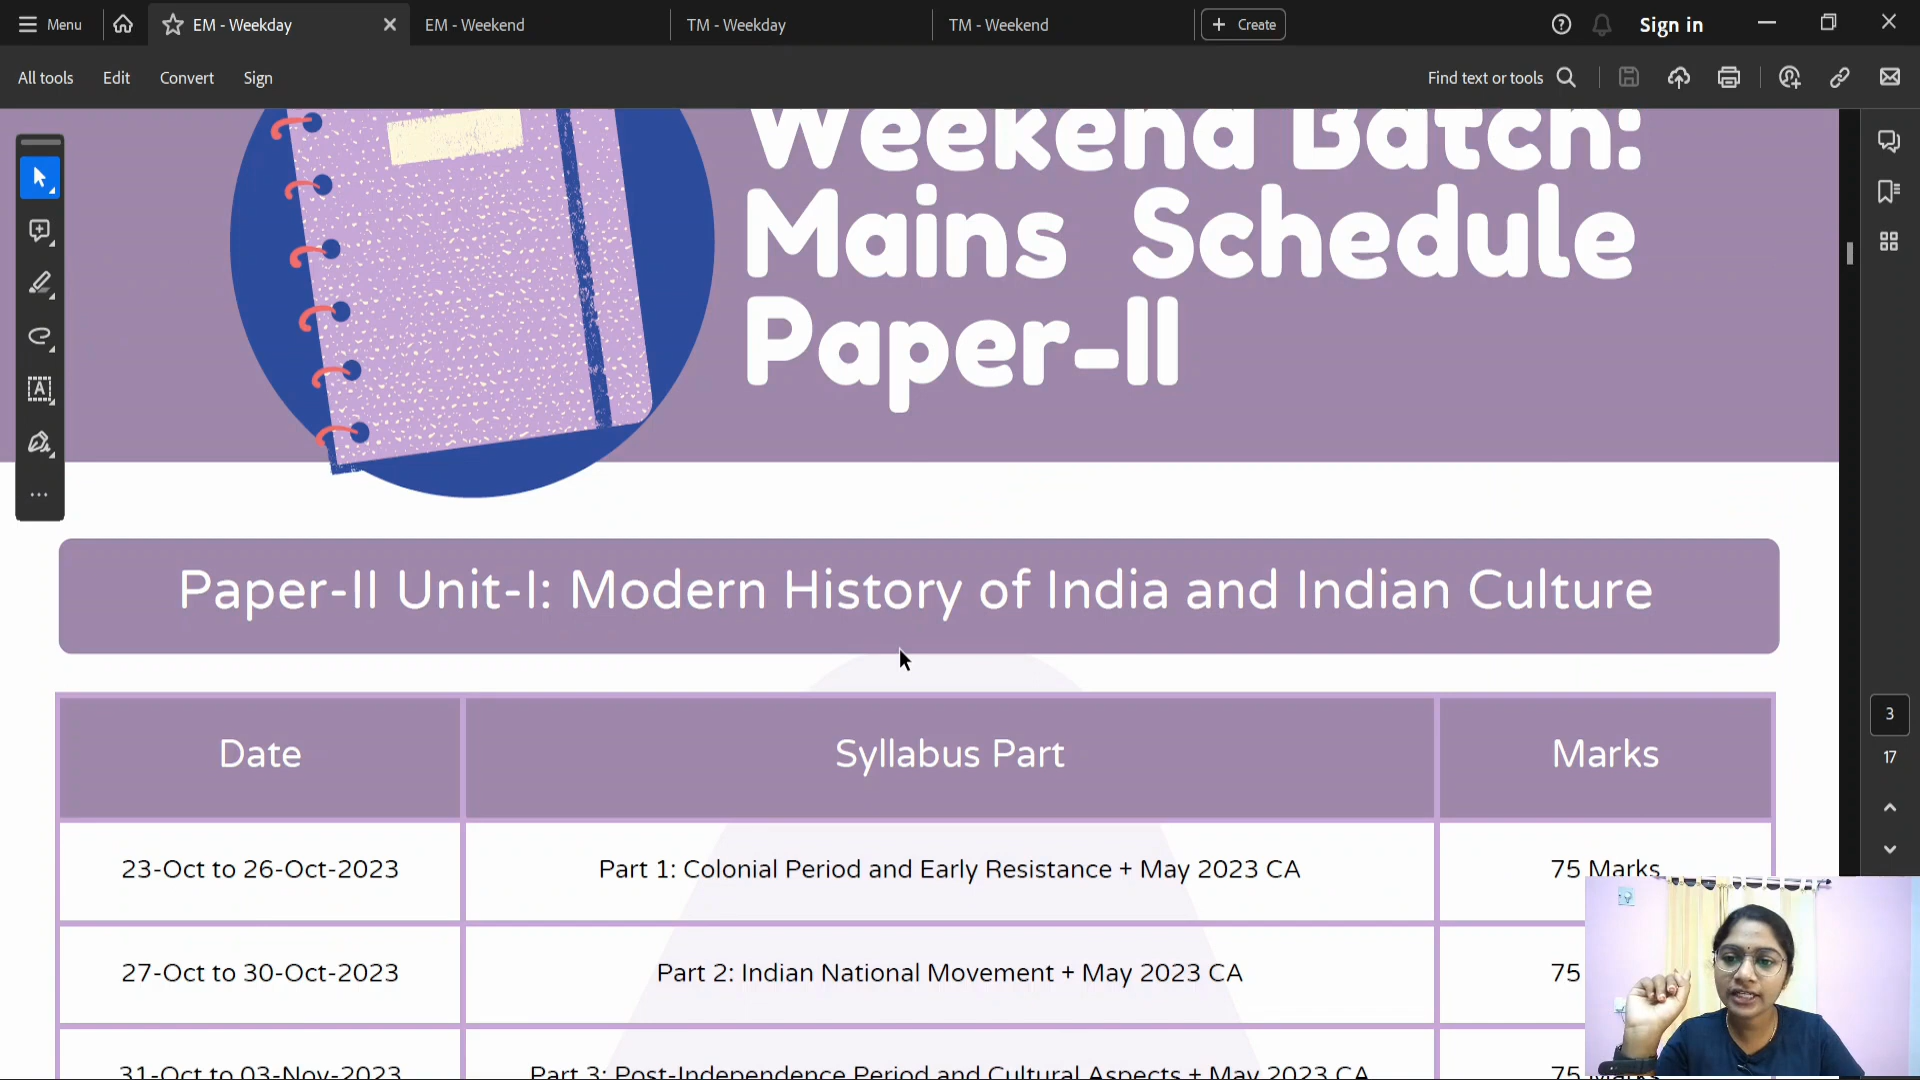 Menu
EM - Weekday
EM - Weekend
TM - Weekday
TM - Weekend
Create
Sign in
All tools
Edit
Convert
Sign
Find text or tools
Weekend Batch:
Mains Schedule
Paper-II
Paper-II Unit-I: Modern History of India and Indian Culture
Date
Syllabus Part
Marks
23-Oct to 26-Oct-2023
Part 1: Colonial Period and Early Resistance + May 2023 CA
75 Marks
27-Oct to 30-Oct-2023
Part 2: Indian National Movement + May 2023 CA
75
31-Oct to 03-Nov-2023
Part 3: Post-Independence Period and Cultural Aspects + May 2023 CA
75
3
17